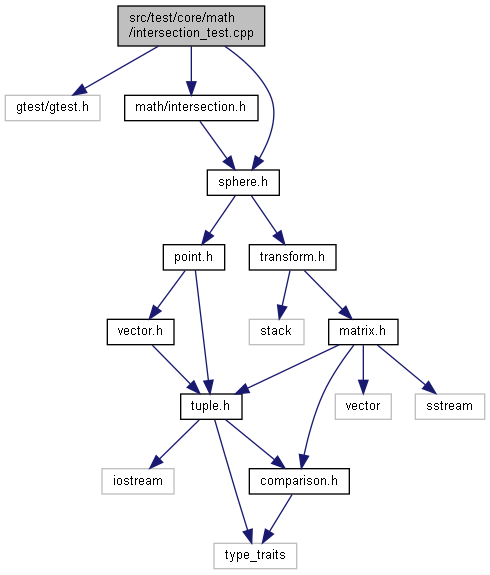 src/test/core/math
/intersection_test.cpp
gtest/gtest.h
math/intersection.h
sphere.h
point.h
transform.h
vector.h
stack
matrix.h
tuple.h
vector
sstream
iostream
comparison.h
type_traits